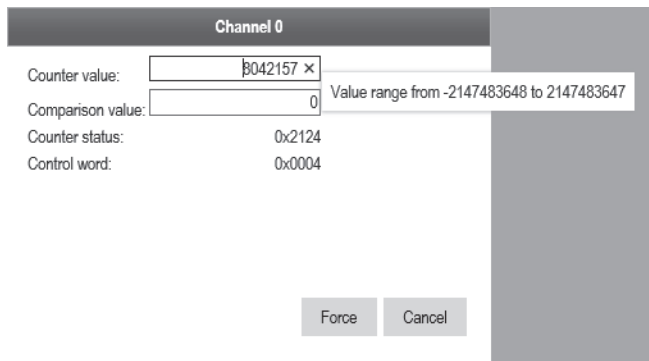 Channel 0
Counter value: 8042157 ×
Value range from -2147483648 to 2147483647
Comparison value: 0
Counter status: 0x2124
Control word: 0x0004
Force Cancel